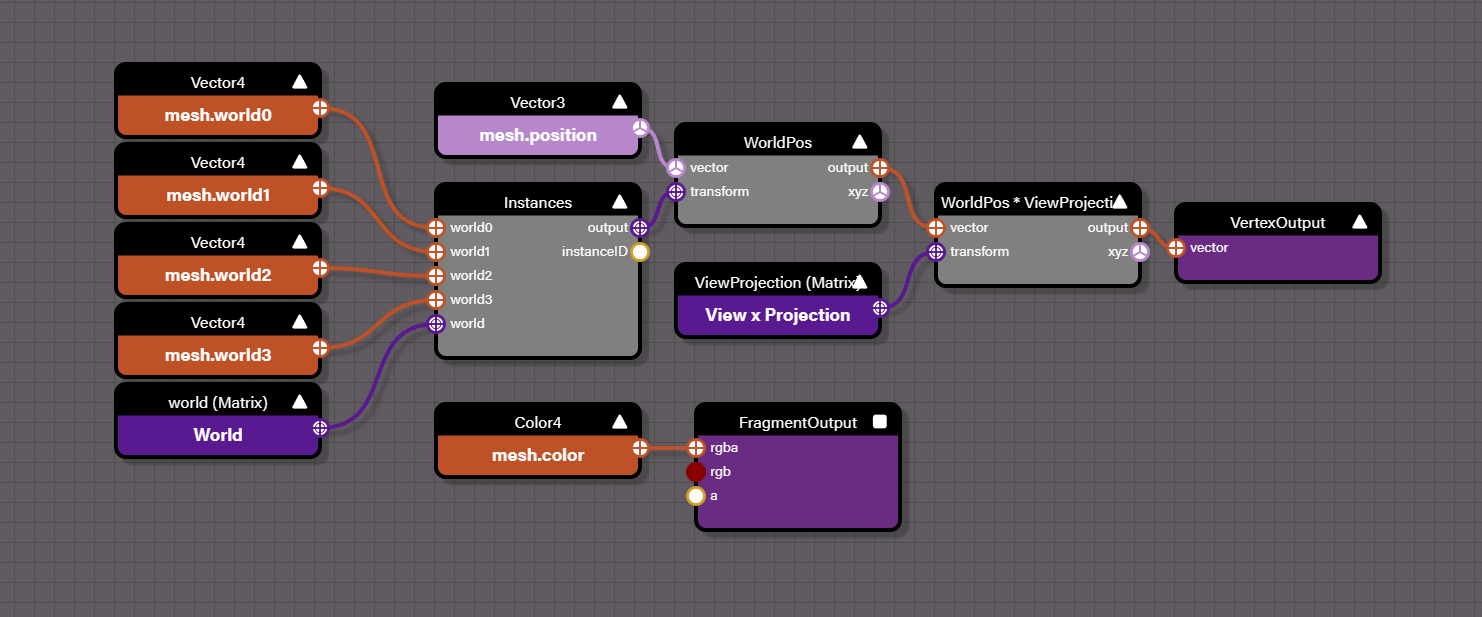 Vector4
mesh.world0
Vector4
mesh.world1
Vector4
mesh.world2
Vector4
mesh.world3
world (Matrix)
World
Vector3
mesh.position
Instances
world0 output
world1 instanceID
world2
world3
world
WorldPos
vector output
transform xyz
ViewProjection (Matrix)
View x Projection
WorldPos * ViewProjecti
vector output
transform xyz
VertexOutput
vector
Color4
mesh.color
FragmentOutput
rgba
rgb
a